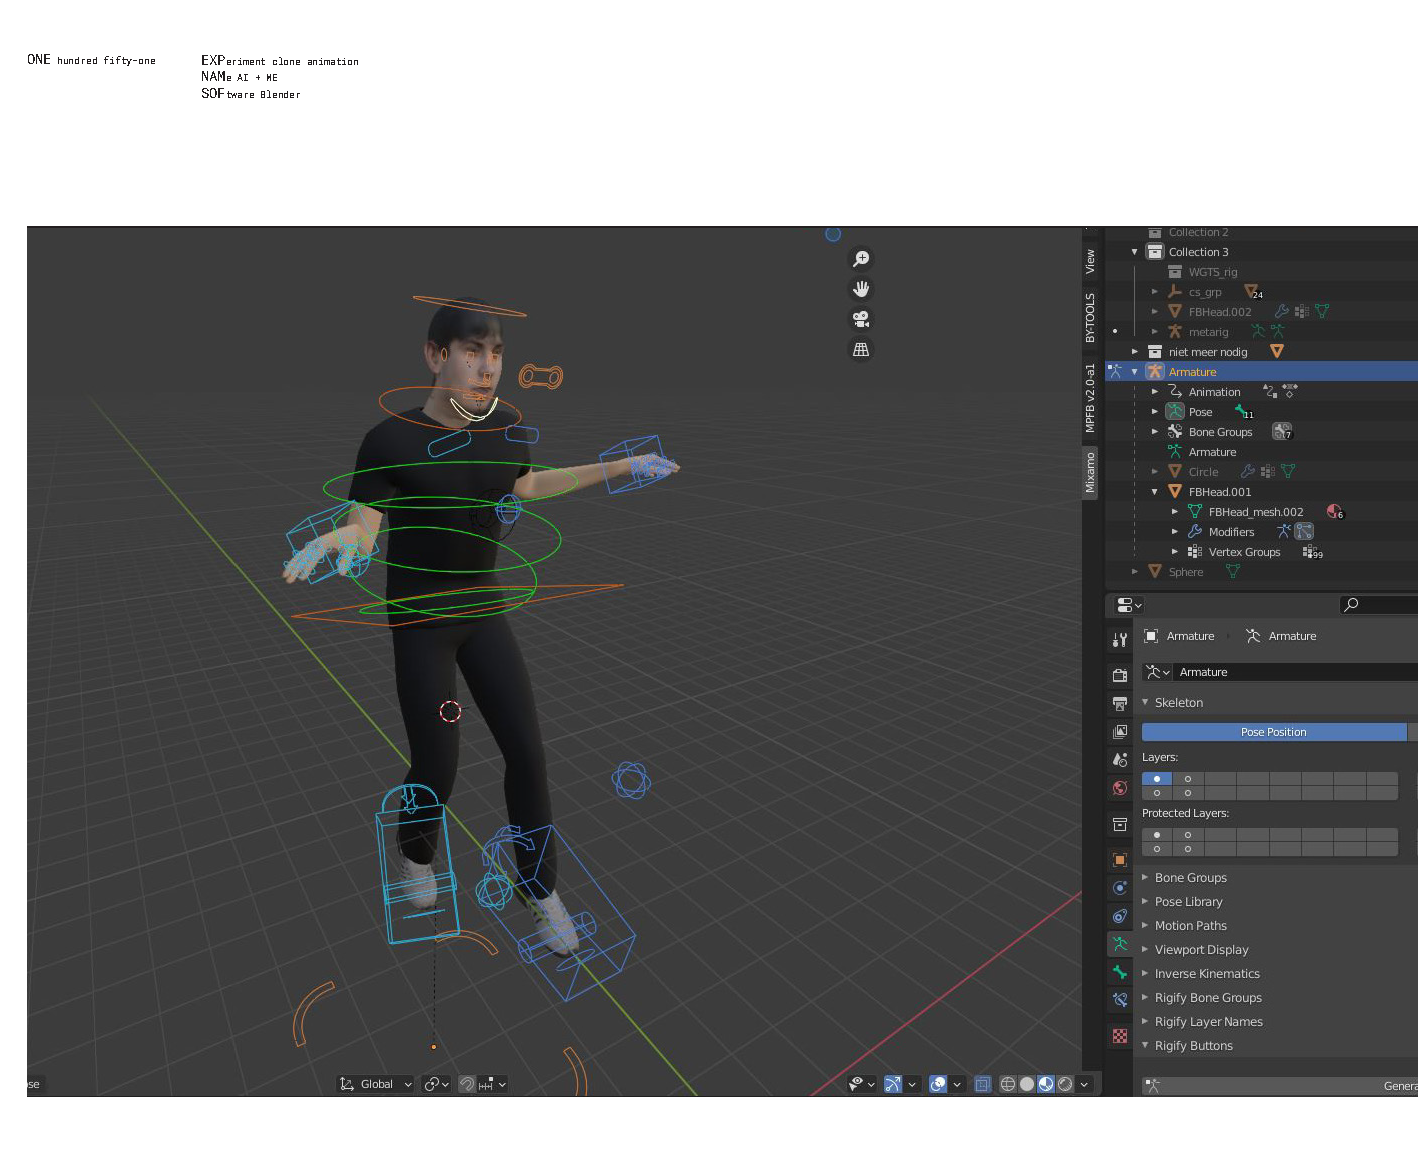 ONE hundred fifty-one
EXPeriment clone animation
NAMe AI + ME
SOFtware Blender
Collection 2
Collection 3
WGTS_rig
cs_grp
24
FBHead.002
metarig
niet meer nodig
Armature
Animation
Pose
11
Bone Groups
7
Armature
Circle
FBHead.001
FBHead_mesh.002
6
Modifiers
Vertex Groups
99
Sphere
View
BY-TOOLS
MPFB v2.0-a1
Mixamo
Armature
Armature
Armature
Skeleton
Pose Position
Layers:
Protected Layers:
Bone Groups
Pose Library
Motion Paths
Viewport Display
Inverse Kinematics
Rigify Bone Groups
Rigify Layer Names
Rigify Buttons
Genera
ose
Global